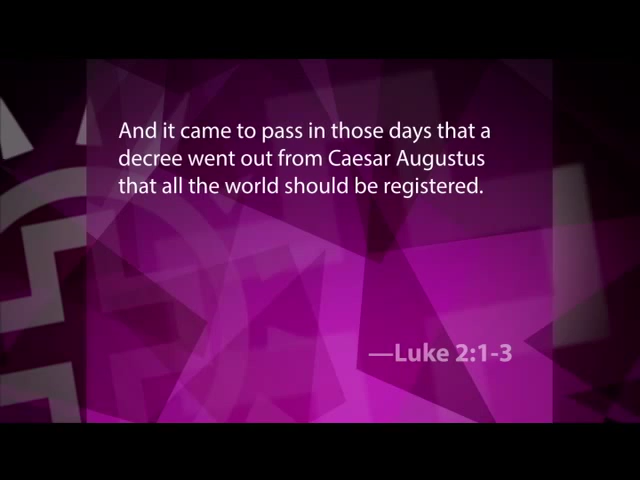 And it came to pass in those days that a
decree went out from Caesar Augustus
that all the world should be registered.
—Luke 2:1-3